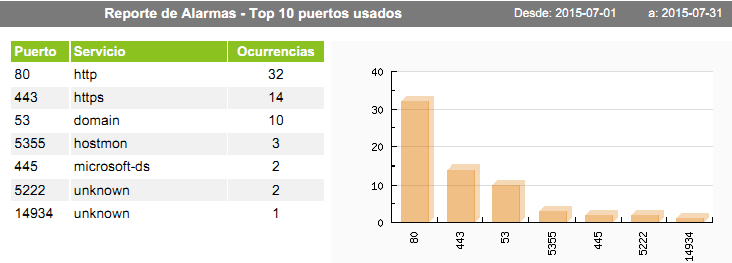 Reporte de Alarmas - Top 10 puertos usados Desde: 2015-07-01 a: 2015-07-31
Puerto Servicio Ocurrencias
80 http 32
443 https 14
53 domain 10
5355 hostmon 3
445 microsoft-ds 2
5222 unknown 2
14934 unknown 1
40
30
20
10
0
80 443 53 5355 445 5222 14934